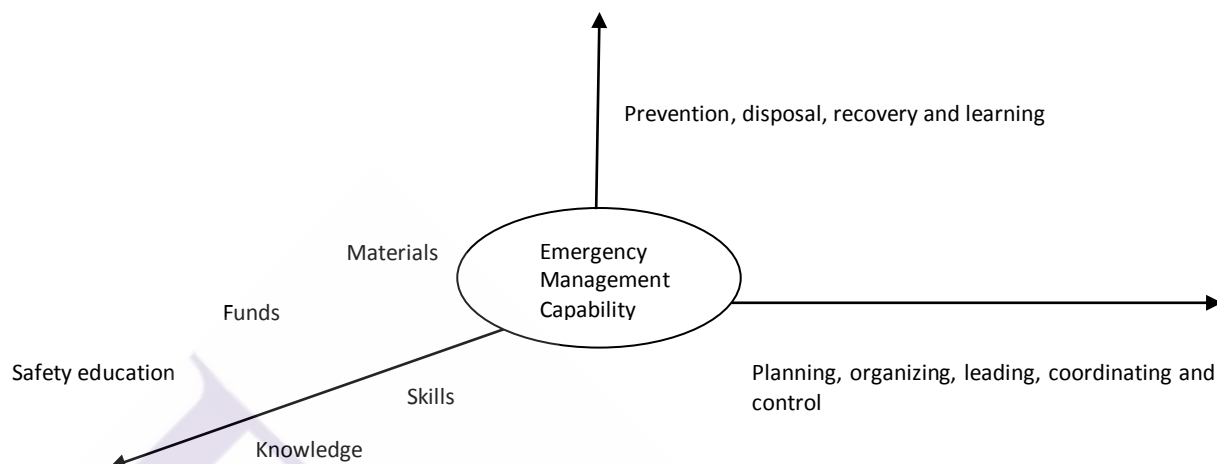 Prevention, disposal, recovery and learning
Materials
Emergency
Management
Capability
Funds
Safety education
Planning, organizing, leading, coordinating and
control
Skills
Knowledge